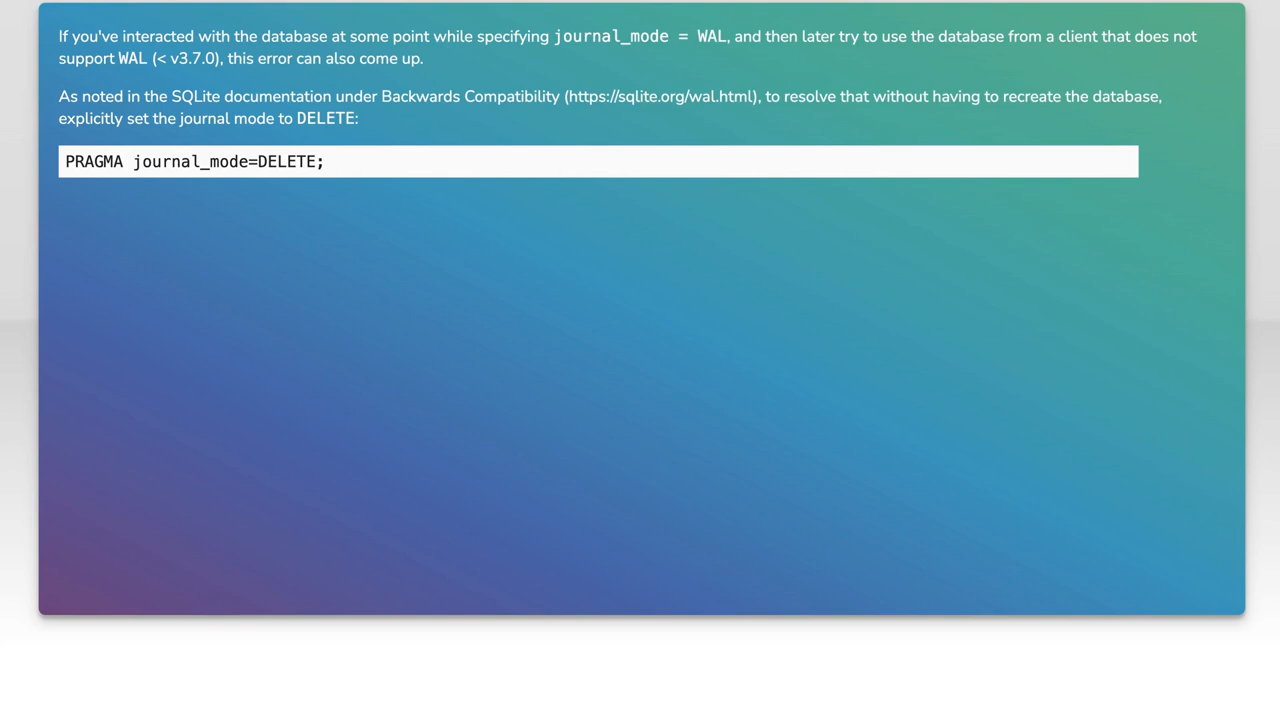 If you've interacted with the database at some point while specifying journal_mode = WAL, and then later try to use the database from a client that does not
support WAL (< v3.7.0), this error can also come up.
As noted in the SQLite documentation under Backwards Compatibility (https://sqlite.org/wal.html), to resolve that without having to recreate the database,
explicitly set the journal mode to DELETE:
PRAGMA journal_mode=DELETE;